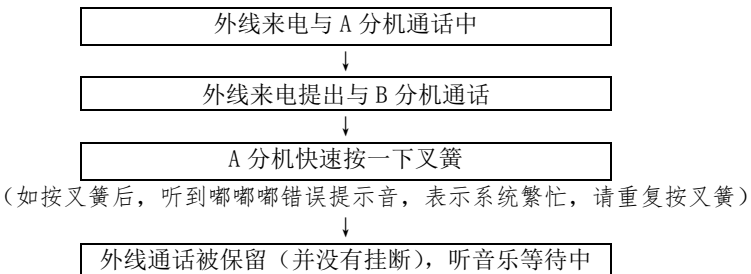 外线来电与 A 分机通话中
↓
外线来电提出与 B 分机通话
↓
A 分机快速按一下叉簧
（如按叉簧后，听到嘟嘟嘟错误提示音，表示系统繁忙，请重复按叉簧）
↓
外线通话被保留（并没有挂断），听音乐等待中